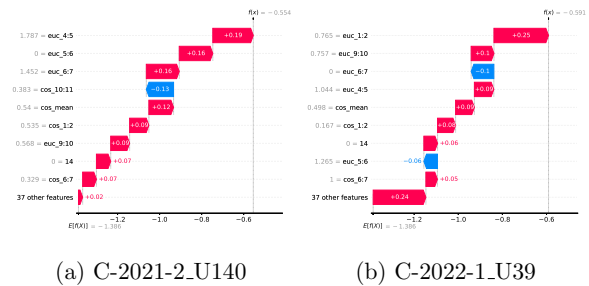 f(x) = −0.554
1.787 = euc_4:5
+0.19
0 = euc_5:6
+0.16
1.452 = euc_6:7
+0.16
0.383 = cos_10:11
−0.13
0.54 = cos_mean
+0.12
0.535 = cos_1:2
+0.09
0.568 = euc_9:10
+0.09
0 = 14
+0.07
0.329 = cos_6:7
+0.07
37 other features
+0.02
−1.2 −1.0 −0.8 −0.6
E[f(X)] = −1.386
(a) C-2021-2_U140
f(x) = −0.591
0.765 = euc_1:2
+0.25
0.757 = euc_9:10
+0.1
0 = euc_6:7
−0.1
1.044 = euc_4:5
+0.09
0.498 = cos_mean
+0.09
0.167 = cos_1:2
+0.08
0 = 14
+0.06
1.265 = euc_5:6
−0.06
1 = cos_6:7
+0.05
37 other features
+0.24
−1.2 −1.0 −0.8 −0.6
E[f(X)] = −1.386
(b) C-2022-1_U39